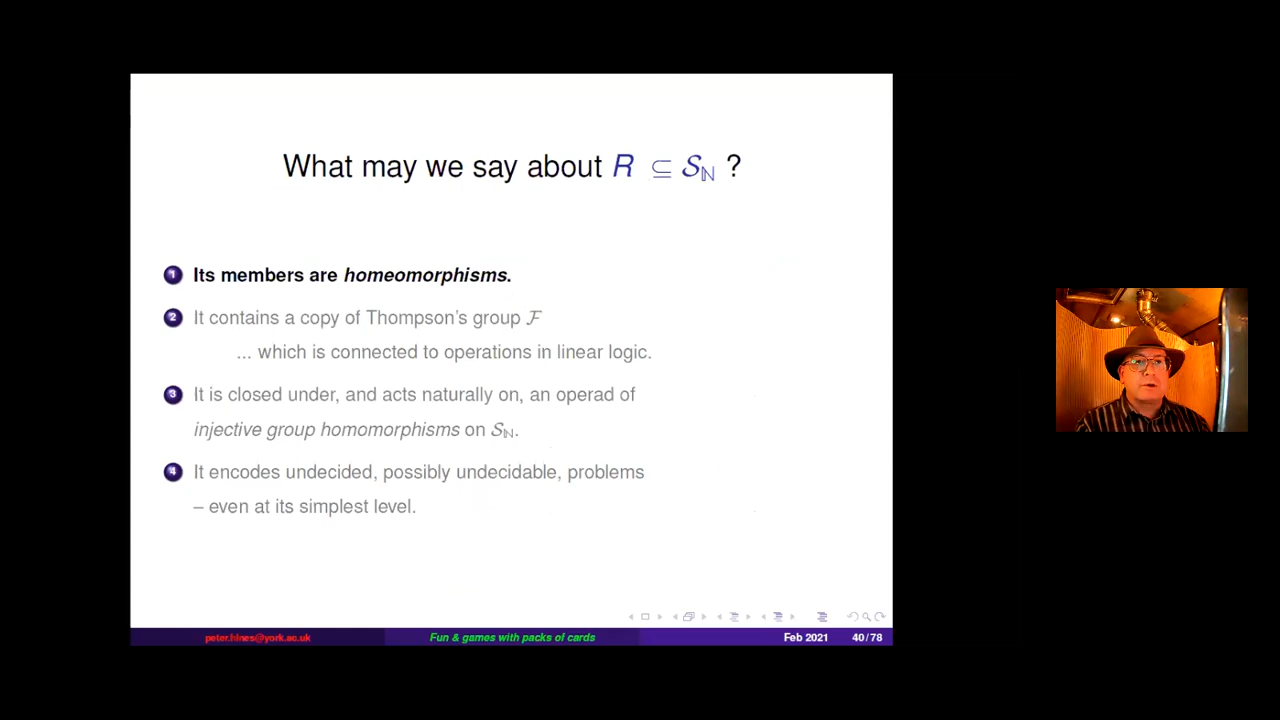 What may we say about R ⊆ 𝒮ℕ ?
1 Its members are homeomorphisms.
2 It contains a copy of Thompson's group ℱ
... which is connected to operations in linear logic.
3 It is closed under, and acts naturally on, an operad of
injective group homomorphisms on 𝒮ℕ.
4 It encodes undecided, possibly undecidable, problems
– even at its simplest level.
peter.hines@york.ac.uk Fun & games with packs of cards Feb 2021 40/78